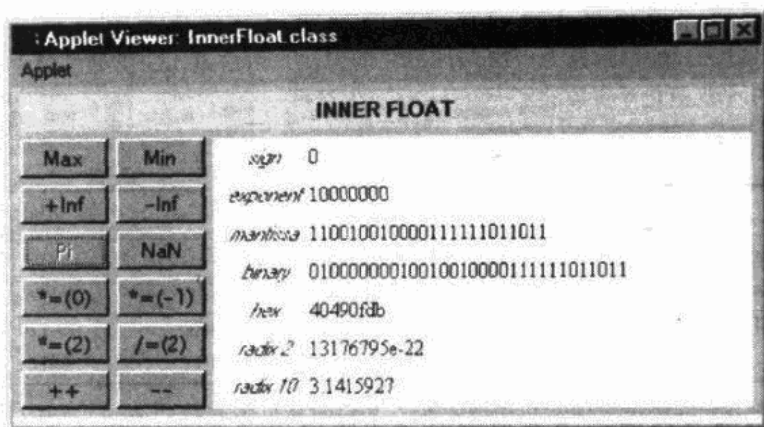 Applet Viewer: InnerFloat.class
Applet
INNER FLOAT
Max Min
+Inf -Inf
Pi NaN
*=(0) *=(-1)
*=(2) /=(2)
++ --
sign 0
exponent 10000000
mantissa 110010010000111111011011
binary 01000000010010010000111111011011
hex 40490fdb
radix 2 13176795e-22
radix 10 3.1415927